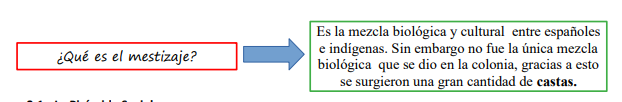 ¿Qué es el mestizaje?
Es la mezcla biológica y cultural entre españoles
e indígenas. Sin embargo no fue la única mezcla
biológica que se dio en la colonia, gracias a esto
se surgieron una gran cantidad de castas.